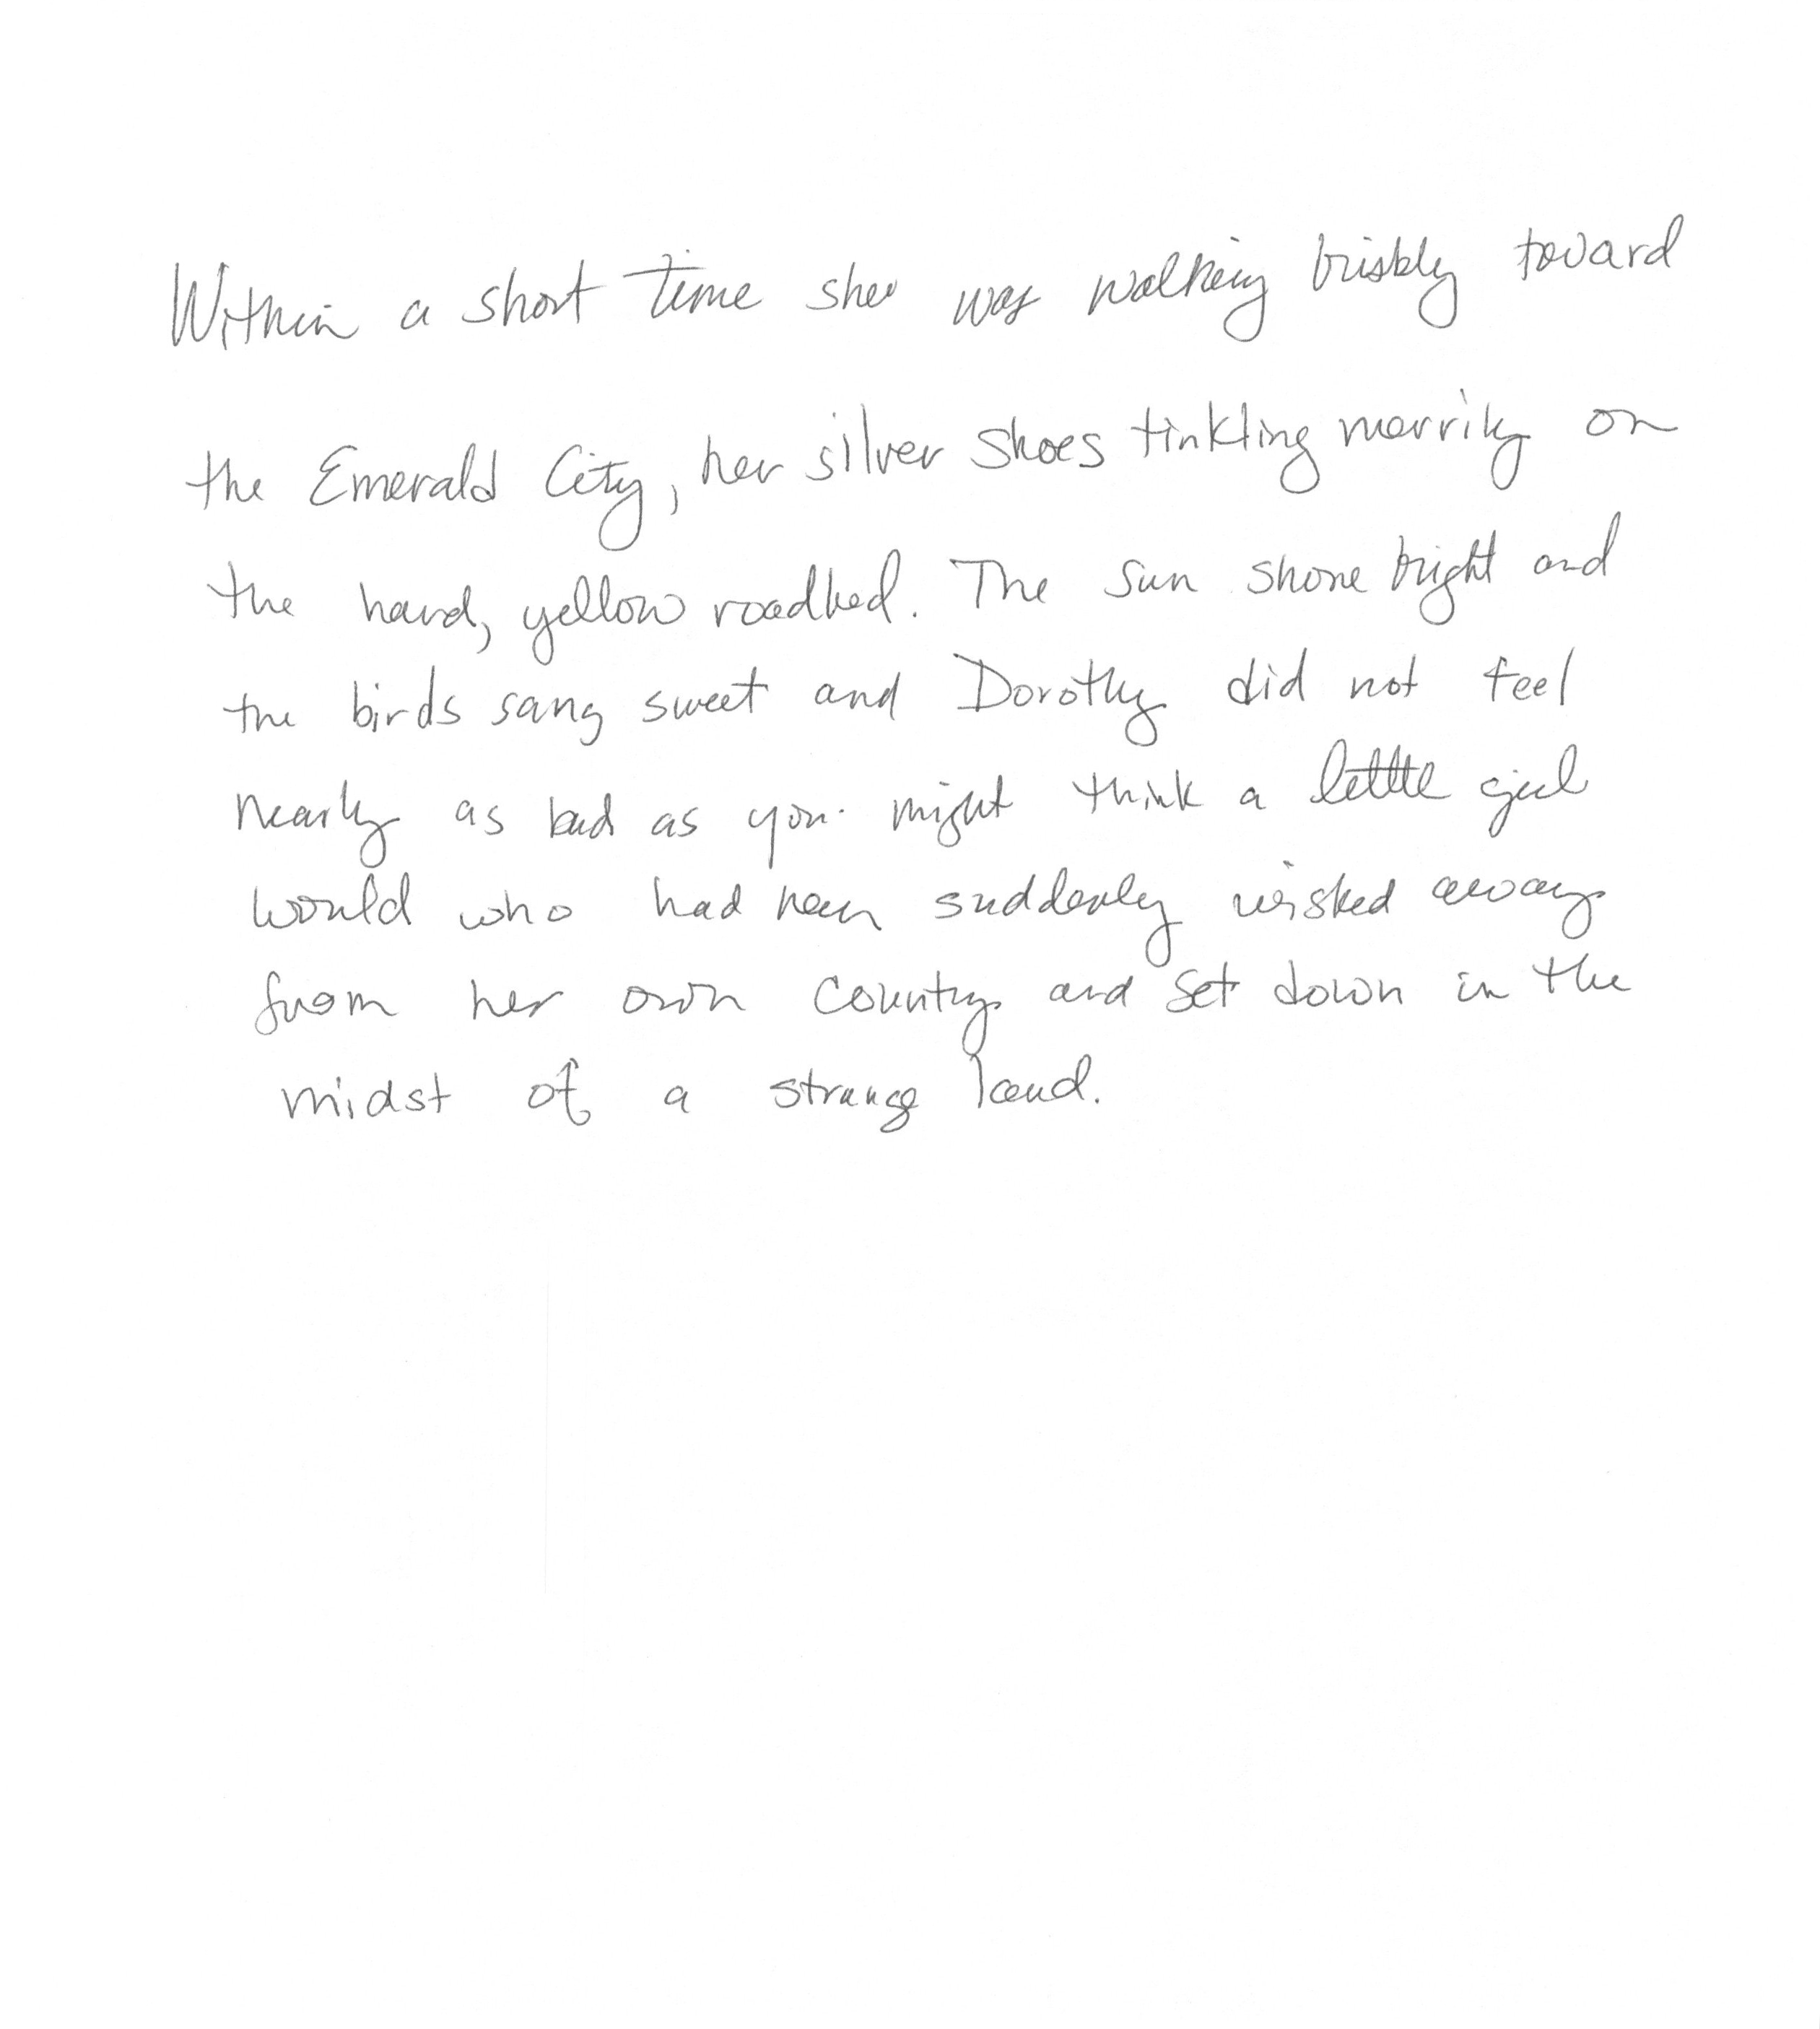 Within a short time she was walking briskly toward
the Emerald City, her silver shoes tinkling merrily on
the hard, yellow roadbed. The sun shone bright and
the birds sang sweet and Dorothy did not feel
nearly as bad as you might think a little girl
would who had been suddenly wisked away
from her own country and set down in the
midst of a strange land.